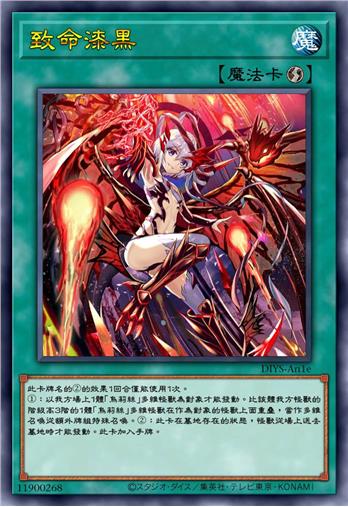 致命漆黑
魔
【魔法卡】
DIYS-An1e
此卡牌名的②的效果1回合僅能使用1次。
①：以我方場上1體「烏莉絲」多錐怪獸為對象才能發動。比該體我方怪獸的
階級高3階的1體「烏莉絲」多錐怪獸在作為對象的怪獸上面重疊，當作多錐
召喚從額外牌組特殊召喚。②：此卡在墓地存在的狀態，怪獸從場上送去
墓地時才能發動。此卡加入手牌。
11900268
©スタジオ・ダイス／集英社・テレビ東京・KONAMI